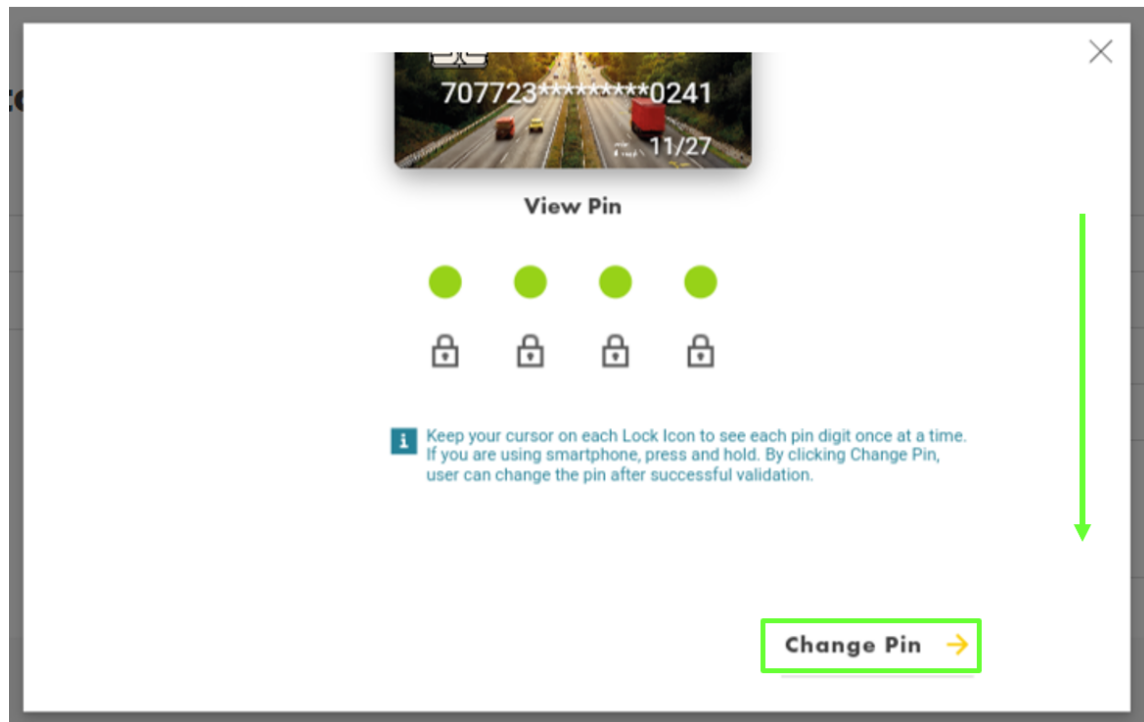 707723*********0241
11/27
View Pin
i
Keep your cursor on each Lock Icon to see each pin digit once at a time.
If you are using smartphone, press and hold. By clicking Change Pin,
user can change the pin after successful validation.
Change Pin